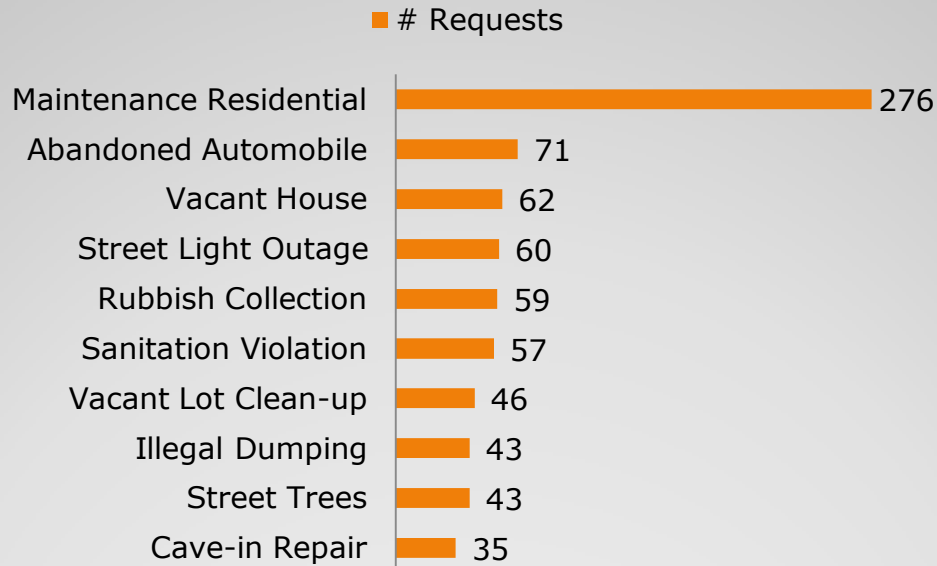 # Requests
Maintenance Residential 276
Abandoned Automobile 71
Vacant House 62
Street Light Outage 60
Rubbish Collection 59
Sanitation Violation 57
Vacant Lot Clean-up 46
Illegal Dumping 43
Street Trees 43
Cave-in Repair 35